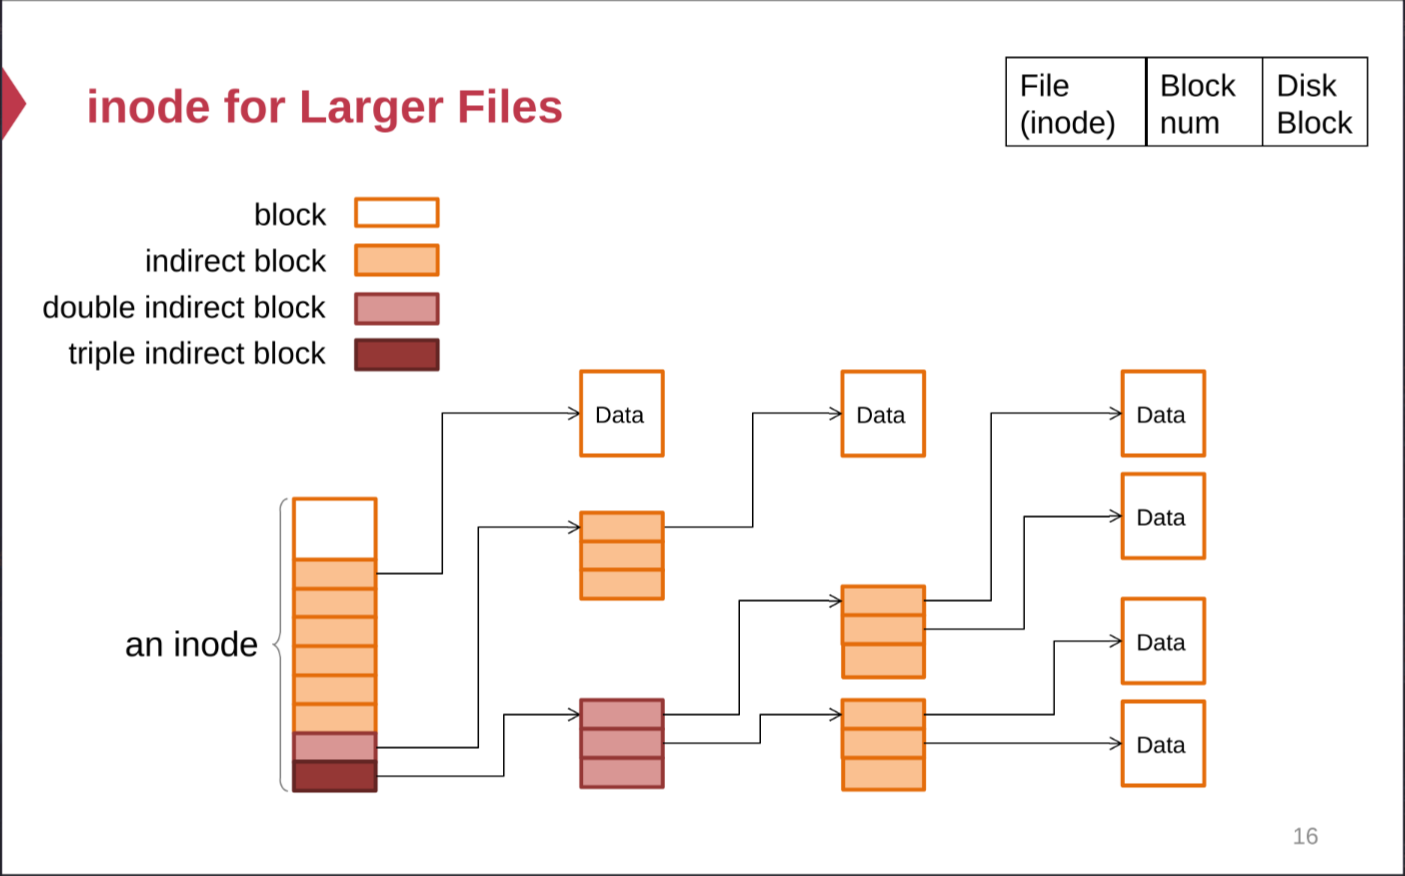 inode for Larger Files
File
(inode)
Block
num
Disk
Block
block
indirect block
double indirect block
triple indirect block
Data
Data
Data
Data
an inode
Data
Data
16